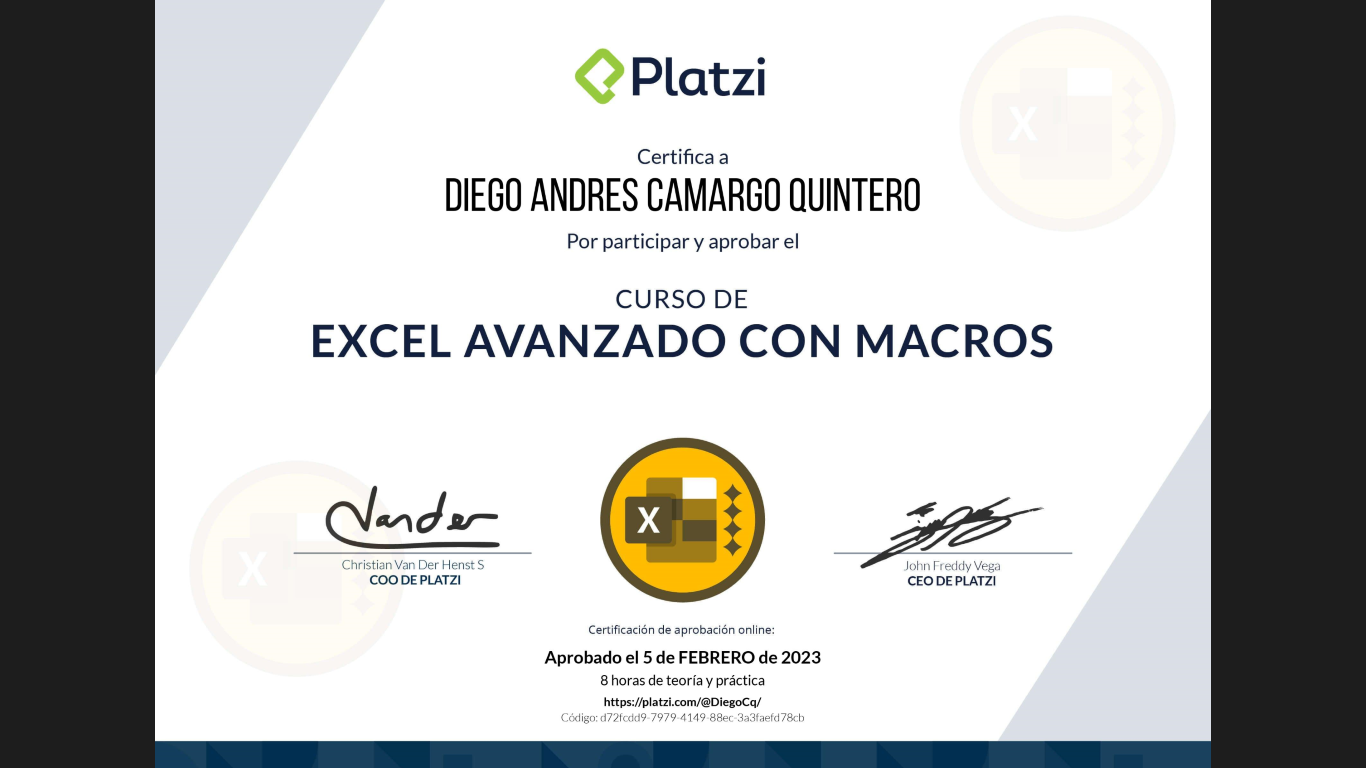 Platzi
Certifica a
DIEGO ANDRES CAMARGO QUINTERO
Por participar y aprobar el
CURSO DE
EXCEL AVANZADO CON MACROS
X
X
X
Vander
Christian Van Der Henst S
COO DE PLATZI
John Freddy Vega
CEO DE PLATZI
Certificación de aprobación online:
Aprobado el 5 de FEBRERO de 2023
8 horas de teoría y práctica
https://platzi.com/@DiegoCq/
Código: d72fcdd9-7979-4149-88ec-3a3faefd78cb